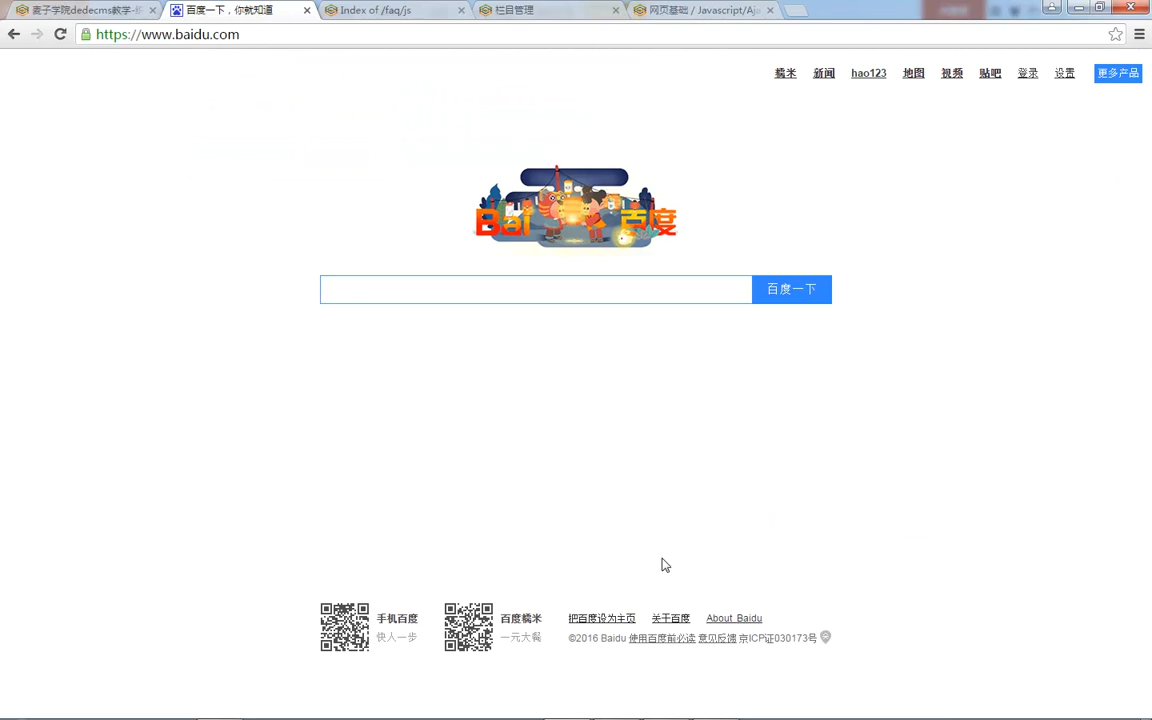 麦子学院dedecms教学-
百度一下，你就知道
Index of /faq/js
栏目管理
网页基础 / Javascript/Aja
https://www.baidu.com
糯米 新闻 hao123 地图 视频 贴吧 登录 设置 更多产品
Bai 百度
百度一下
手机百度
快人一步
百度糯米
一元大餐
把百度设为主页 关于百度 About Baidu
©2016 Baidu 使用百度前必读 意见反馈 京ICP证030173号